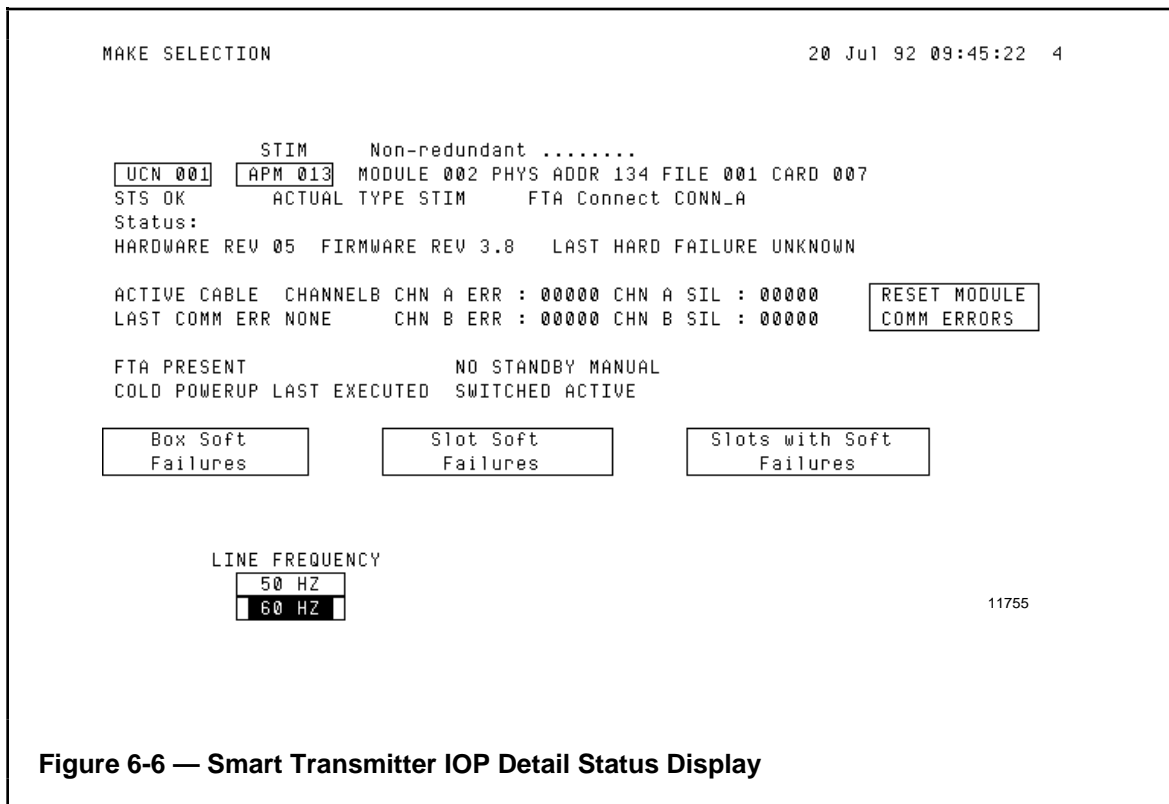 MAKE SELECTION 20 Jul 92 09:45:22 4
STIM Non-redundant ........
UCN 001 APM 013 MODULE 002 PHYS ADDR 134 FILE 001 CARD 007
STS OK ACTUAL TYPE STIM FTA Connect CONN_A
Status:
HARDWARE REV 05 FIRMWARE REV 3.8 LAST HARD FAILURE UNKNOWN
ACTIVE CABLE CHANNELB CHN A ERR : 00000 CHN A SIL : 00000 RESET MODULE
LAST COMM ERR NONE CHN B ERR : 00000 CHN B SIL : 00000 COMM ERRORS
FTA PRESENT NO STANDBY MANUAL
COLD POWERUP LAST EXECUTED SWITCHED ACTIVE
Box Soft Slot Soft Slots with Soft
Failures Failures Failures
LINE FREQUENCY
50 HZ
60 HZ 11755
Figure 6-6 — Smart Transmitter IOP Detail Status Display